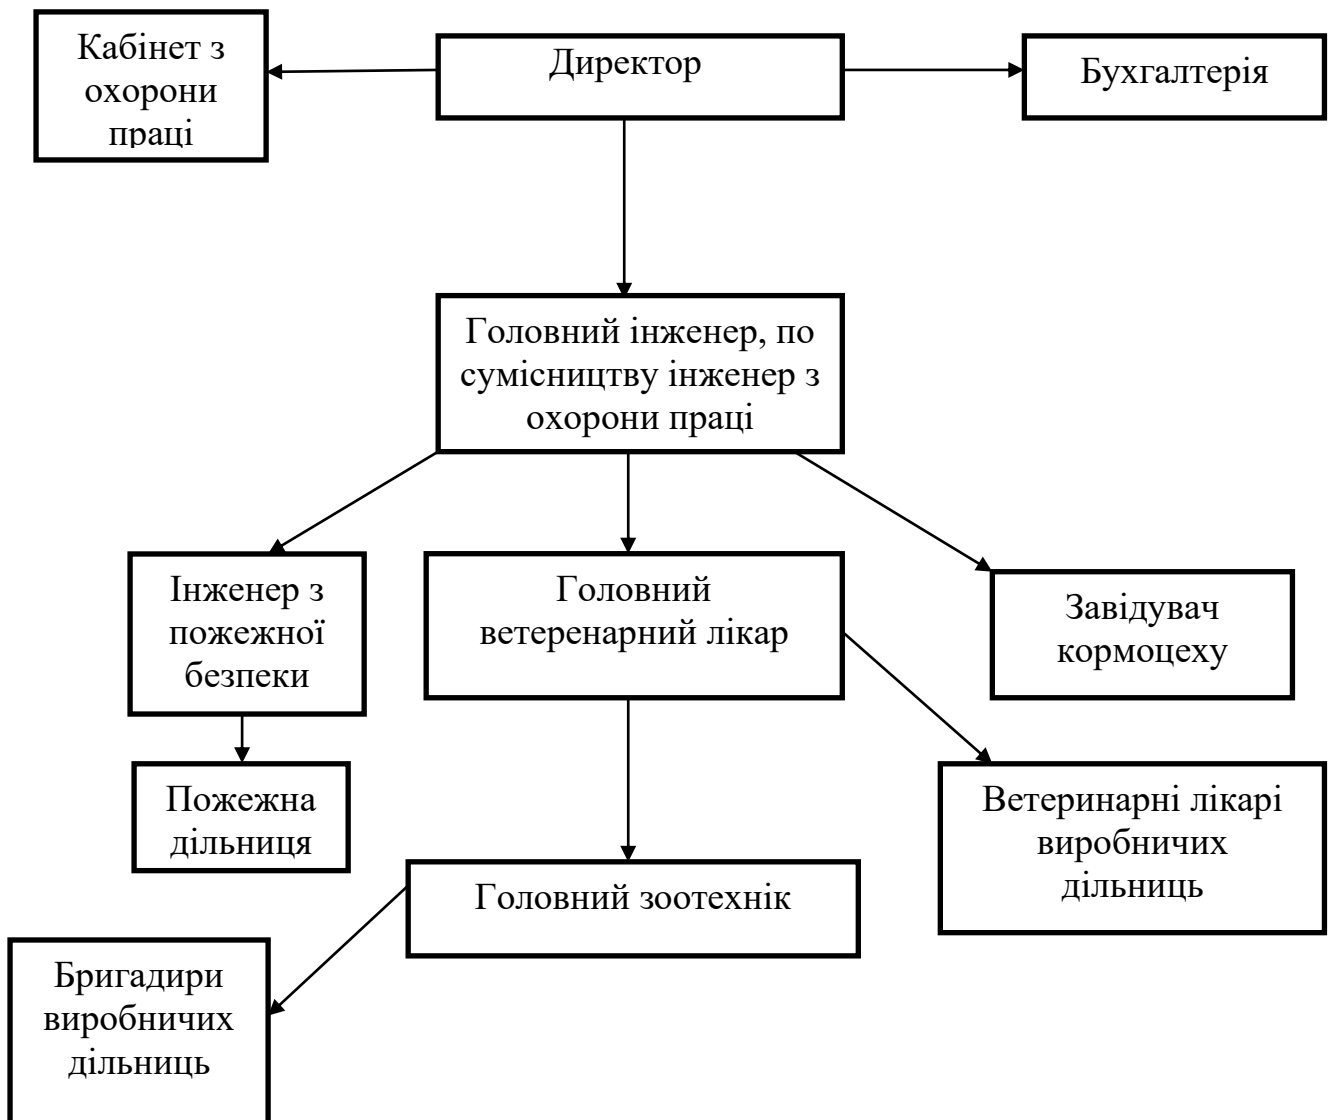 Кабінет з
охорони
праці
Директор
Бухгалтерія
Головний інженер, по
сумісництву інженер з
охорони праці
Інженер з
пожежної
безпеки
Головний
ветеренарний лікар
Завідувач
кормоцеху
Пожежна
дільниця
Ветеринарні лікарі
виробничих
дільниць
Головний зоотехнік
Бригадири
виробничих
дільниць